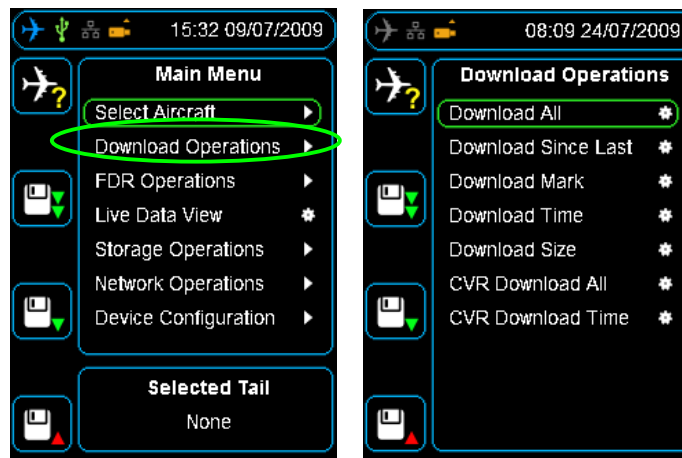 15:32 09/07/2009
Main Menu
Select Aircraft
Download Operations
FDR Operations
Live Data View
Storage Operations
Network Operations
Device Configuration
Selected Tail
None
?
08:09 24/07/2009
Download Operations
Download All
Download Since Last
Download Mark
Download Time
Download Size
CVR Download All
CVR Download Time
?